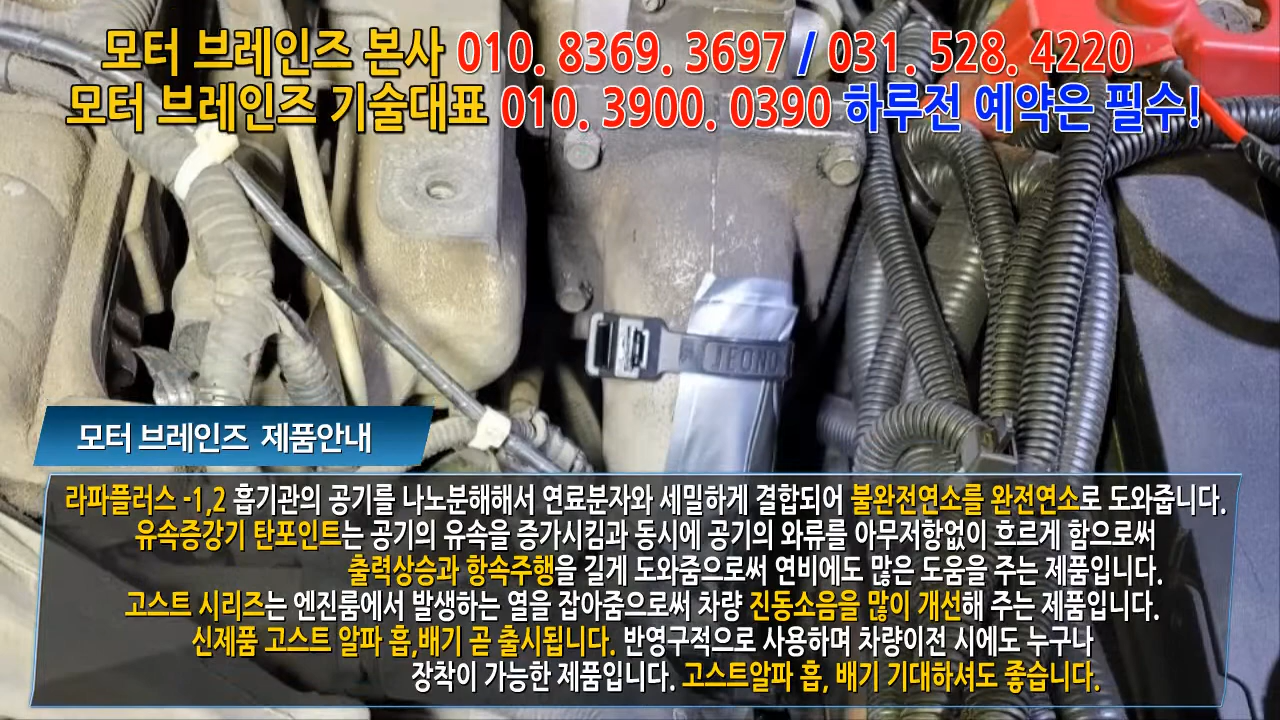 모터 브레인즈 본사 010. 8369. 3697 / 031. 528. 4220
모터 브레인즈 기술대표 010. 3900. 0390 하루전 예약은 필수!
JEONO
모터 브레인즈 제품안내
라파플러스 -1,2 흡기관의 공기를 나노분해해서 연료분자와 세밀하게 결합되어 불완전연소를 완전연소로 도와줍니다.
유속증강기 탄포인트는 공기의 유속을 증가시킴과 동시에 공기의 와류를 아무저항없이 흐르게 함으로써
출력상승과 항속주행을 길게 도와줌으로써 연비에도 많은 도움을 주는 제품입니다.
고스트 시리즈는 엔진룸에서 발생하는 열을 잡아줌으로써 차량 진동소음을 많이 개선해 주는 제품입니다.
신제품 고스트 알파 흡,배기 곧 출시됩니다. 반영구적으로 사용하며 차량이전 시에도 누구나
장착이 가능한 제품입니다. 고스트알파 흡, 배기 기대하셔도 좋습니다.